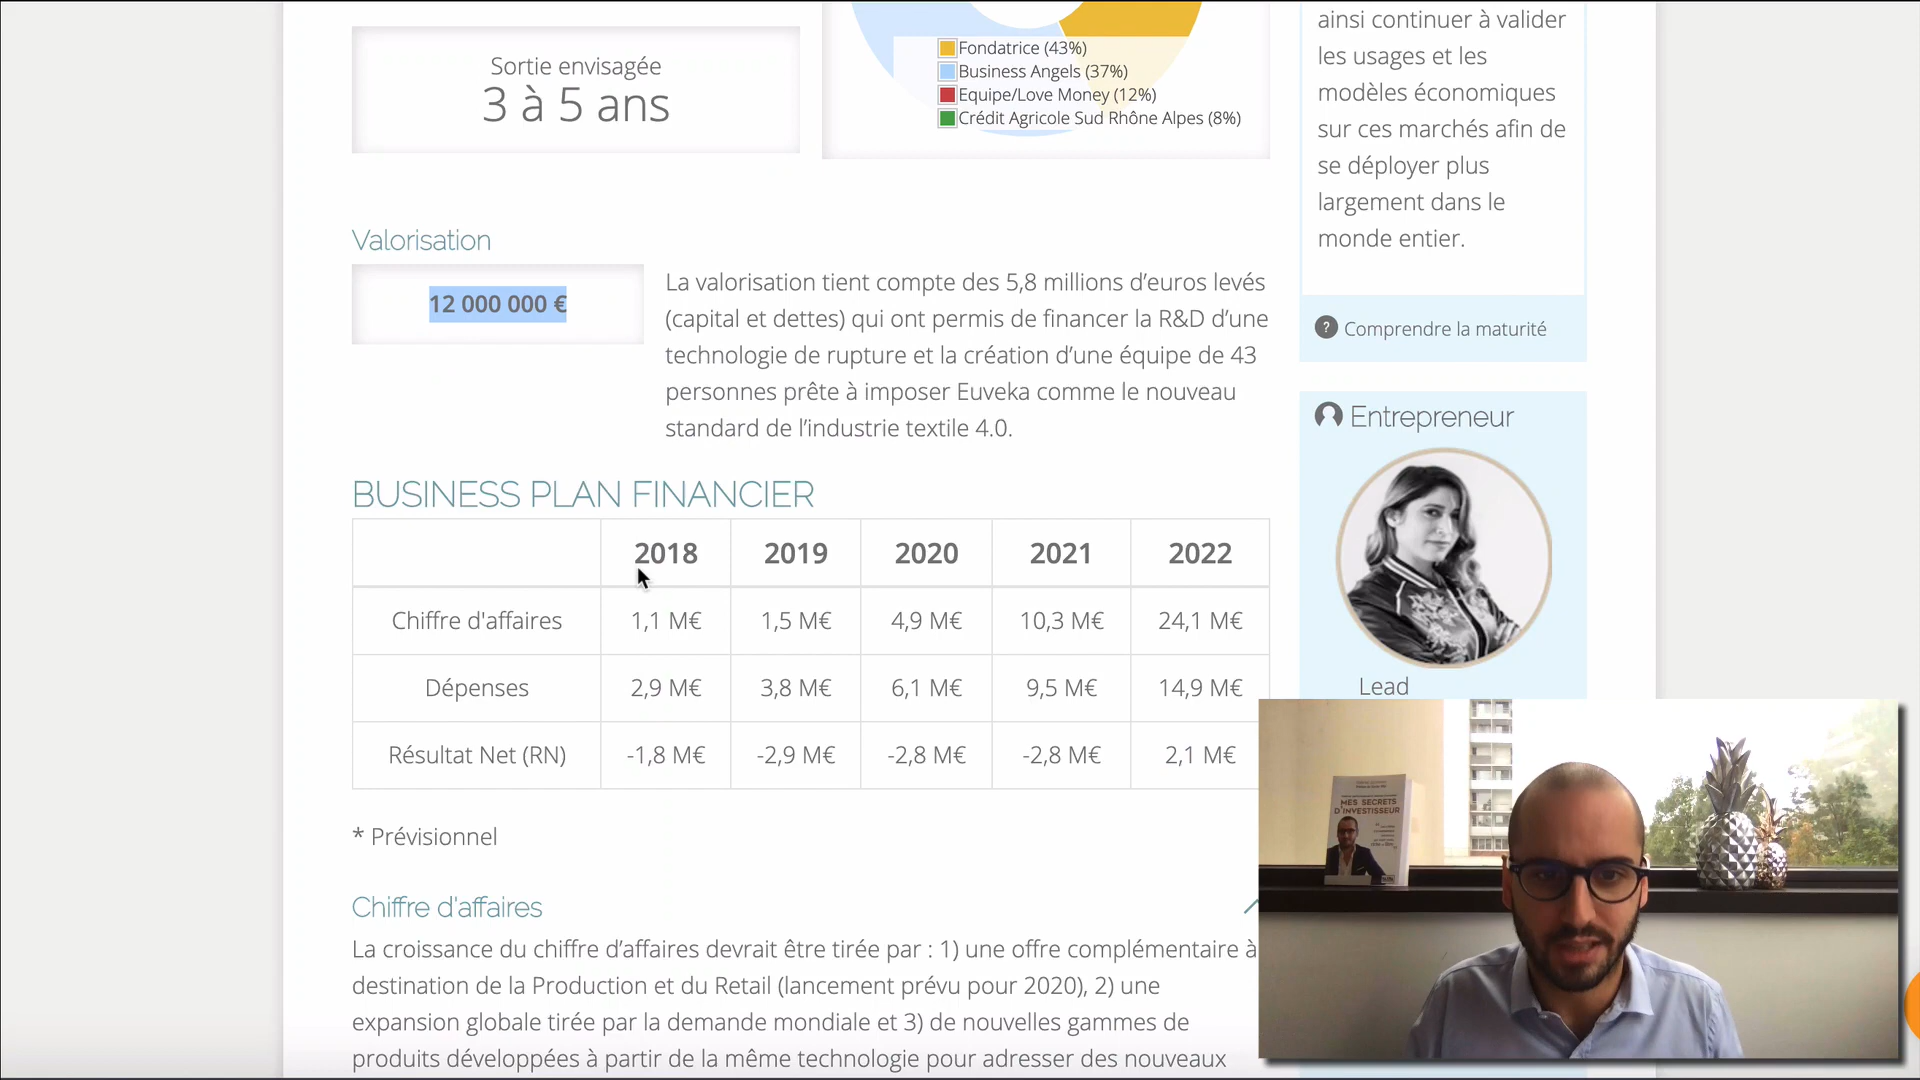 Sortie envisagée
3 à 5 ans
Fondatrice (43%)
Business Angels (37%)
Equipe/Love Money (12%)
Crédit Agricole Sud Rhône Alpes (8%)
ainsi continuer à valider
les usages et les
modèles économiques
sur ces marchés afin de
se déployer plus
largement dans le
monde entier.
? Comprendre la maturité
Valorisation
12 000 000 €
La valorisation tient compte des 5,8 millions d’euros levés
(capital et dettes) qui ont permis de financer la R&D d’une
technologie de rupture et la création d’une équipe de 43
personnes prête à imposer Euveka comme le nouveau
standard de l’industrie textile 4.0.
Entrepreneur
Lead
BUSINESS PLAN FINANCIER
2018 2019 2020 2021 2022
Chiffre d'affaires 1,1 M€ 1,5 M€ 4,9 M€ 10,3 M€ 24,1 M€
Dépenses 2,9 M€ 3,8 M€ 6,1 M€ 9,5 M€ 14,9 M€
Résultat Net (RN) -1,8 M€ -2,9 M€ -2,8 M€ -2,8 M€ 2,1 M€
* Prévisionnel
Chiffre d'affaires
La croissance du chiffre d’affaires devrait être tirée par : 1) une offre complémentaire à
destination de la Production et du Retail (lancement prévu pour 2020), 2) une
expansion globale tirée par la demande mondiale et 3) de nouvelles gammes de
produits développées à partir de la même technologie pour adresser des nouveaux
MES SECRETS
D'INVESTISSEUR